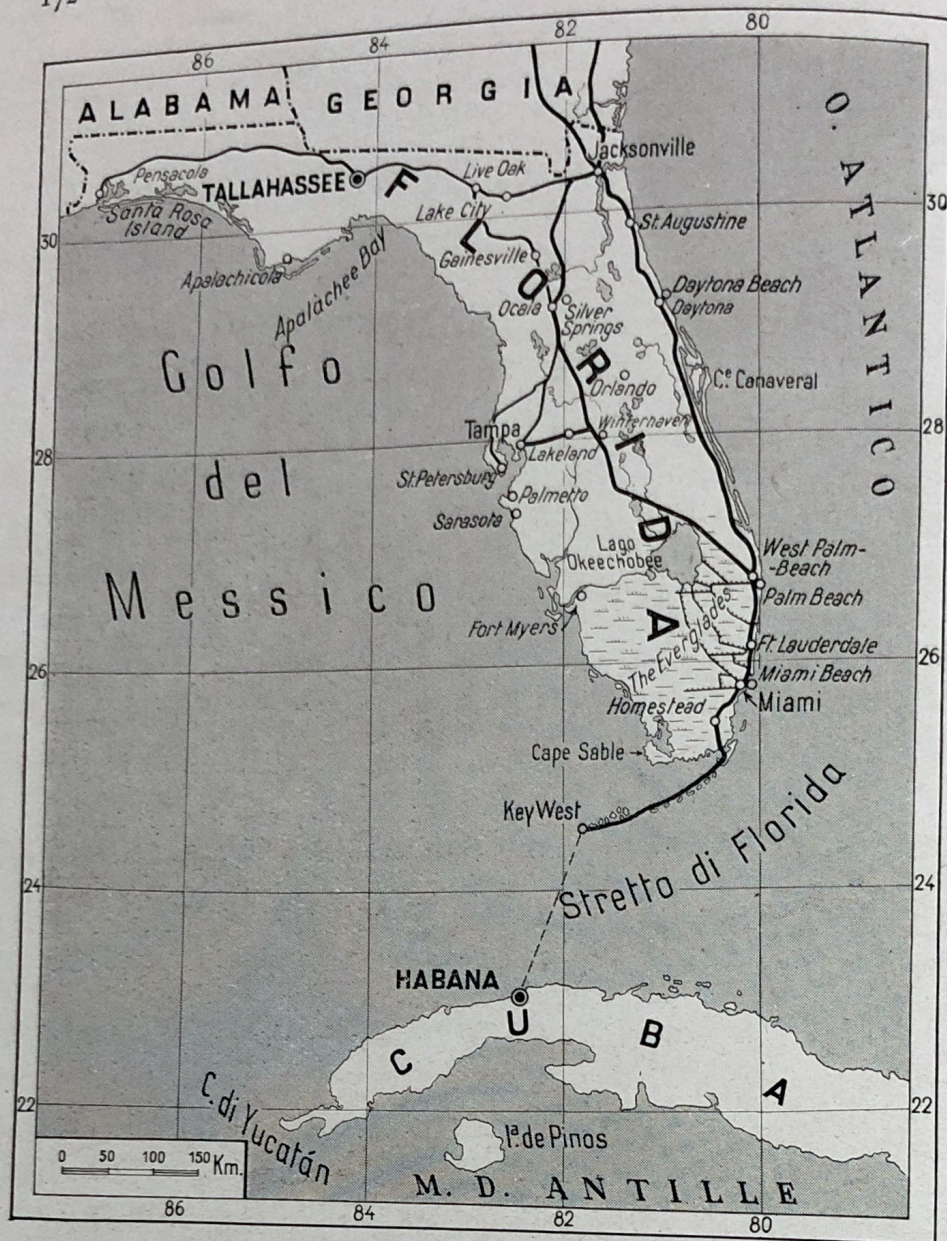 86
84
82
80
ALABAMA
GEORGIA
O. ATLANTICO
Jacksonville
Pensacola
TALLAHASSEE
Live Oak
FLORIDA
30
Santa Rosa
Island
Lake City
St. Augustine
30
Gainesville
Apalachicola
Apalachee Bay
Daytona Beach
Ocala
Silver
Springs
Daytona
Golfo
del
Messico
Orlando
Ce. Canaveral
Tampa
Winterhaven
28
28
Lakeland
St. Petersburg
Palmetto
Sarasota
Lago
Okeechobee
West Palm-
-Beach
Palm Beach
Fort Myers
The Everglades
Ft. Lauderdale
26
26
Miami Beach
Homestead
Miami
Cape Sable
Key West
Stretto di Florida
24
24
HABANA
CUBA
22
22
C. di Yucatán
Ia. de Pinos
0 50 100 150 Km.
M. D. ANTILLE
86
84
82
80